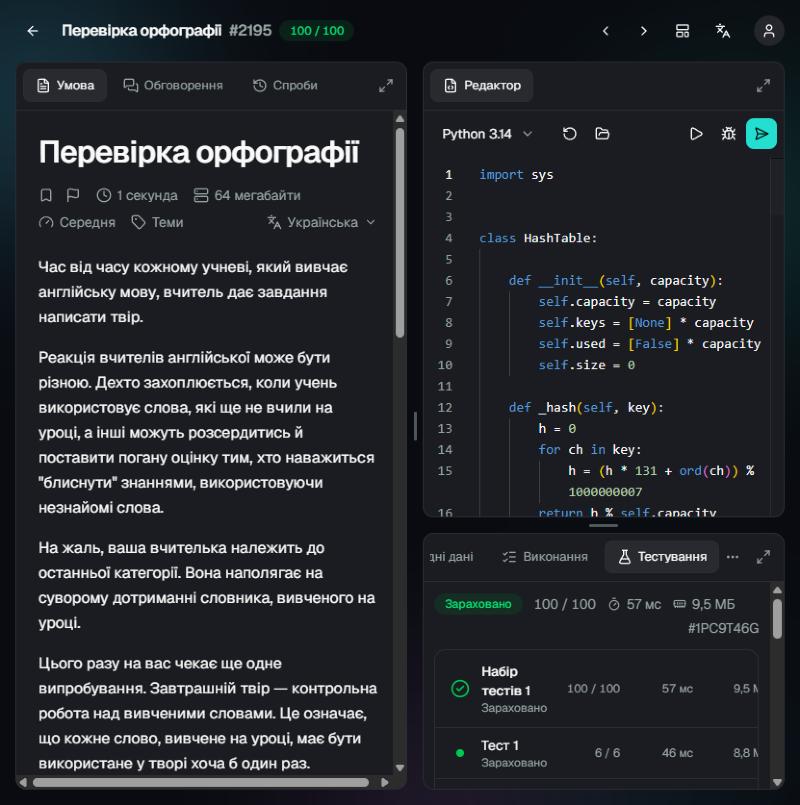 Перевірка орфографії #2195 100 / 100
Умова Обговорення Спроби
Перевірка орфографії
1 секунда 64 мегабайти
Середня Теми Українська
Час від часу кожному учневі, який вивчає
англійську мову, вчитель дає завдання
написати твір.
Реакція вчителів англійської може бути
різною. Дехто захоплюється, коли учень
використовує слова, які ще не вчили на
уроці, а інші можуть розсердитись й
поставити погану оцінку тим, хто наважиться
"блиснути" знаннями, використовуючи
незнайомі слова.
На жаль, ваша вчителька належить до
останньої категорії. Вона наполягає на
суворому дотриманні словника, вивченого на
уроці.
Цього разу на вас чекає ще одне
випробування. Завтрашній твір — контрольна
робота над вивченими словами. Це означає,
що кожне слово, вивчене на уроці, має бути
використане у творі хоча б один раз.
Редактор
Python 3.14
1 import sys
2
3
4 class HashTable:
5
6 def __init__(self, capacity):
7 self.capacity = capacity
8 self.keys = [None] * capacity
9 self.used = [False] * capacity
10 self.size = 0
11
12 def _hash(self, key):
13 h = 0
14 for ch in key:
15 h = (h * 131 + ord(ch)) %
1000000007
16 return h % self.capacity
дні дані Виконання Тестування
Зараховано 100 / 100 57 мс 9,5 МБ
#1PC9T46G
Набір
тестів 1 100 / 100 57 мс 9,5
Зараховано
Тест 1 6 / 6 46 мс 8,8
Зараховано